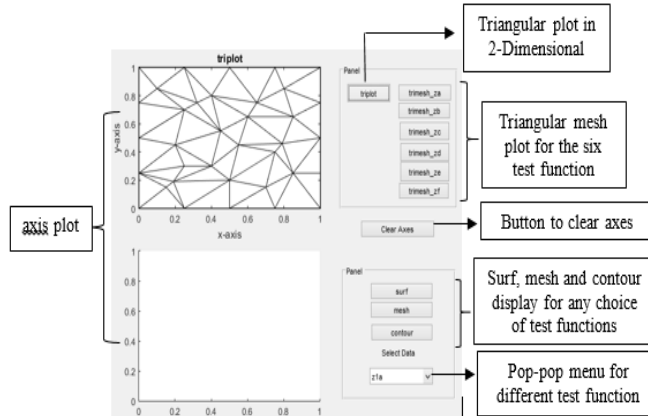 Triangular plot in
2-Dimensional
triplot
1
0.8
0.6
0.4
0.2
0
0 0.2 0.4 0.6 0.8 1
y-axis
x-axis
Panel
triplot
trimesh_za
trimesh_zb
trimesh_zc
trimesh_zd
trimesh_ze
trimesh_zf
Triangular mesh
plot for the six
test function
axis plot
Clear Axes
Button to clear axes
1
0.8
0.6
0.4
0.2
0
0 0.2 0.4 0.6 0.8 1
Panel
surf
mesh
contour
Select Data
z1a
Surf, mesh and contour
display for any choice
of test functions
Pop-pop menu for
different test function